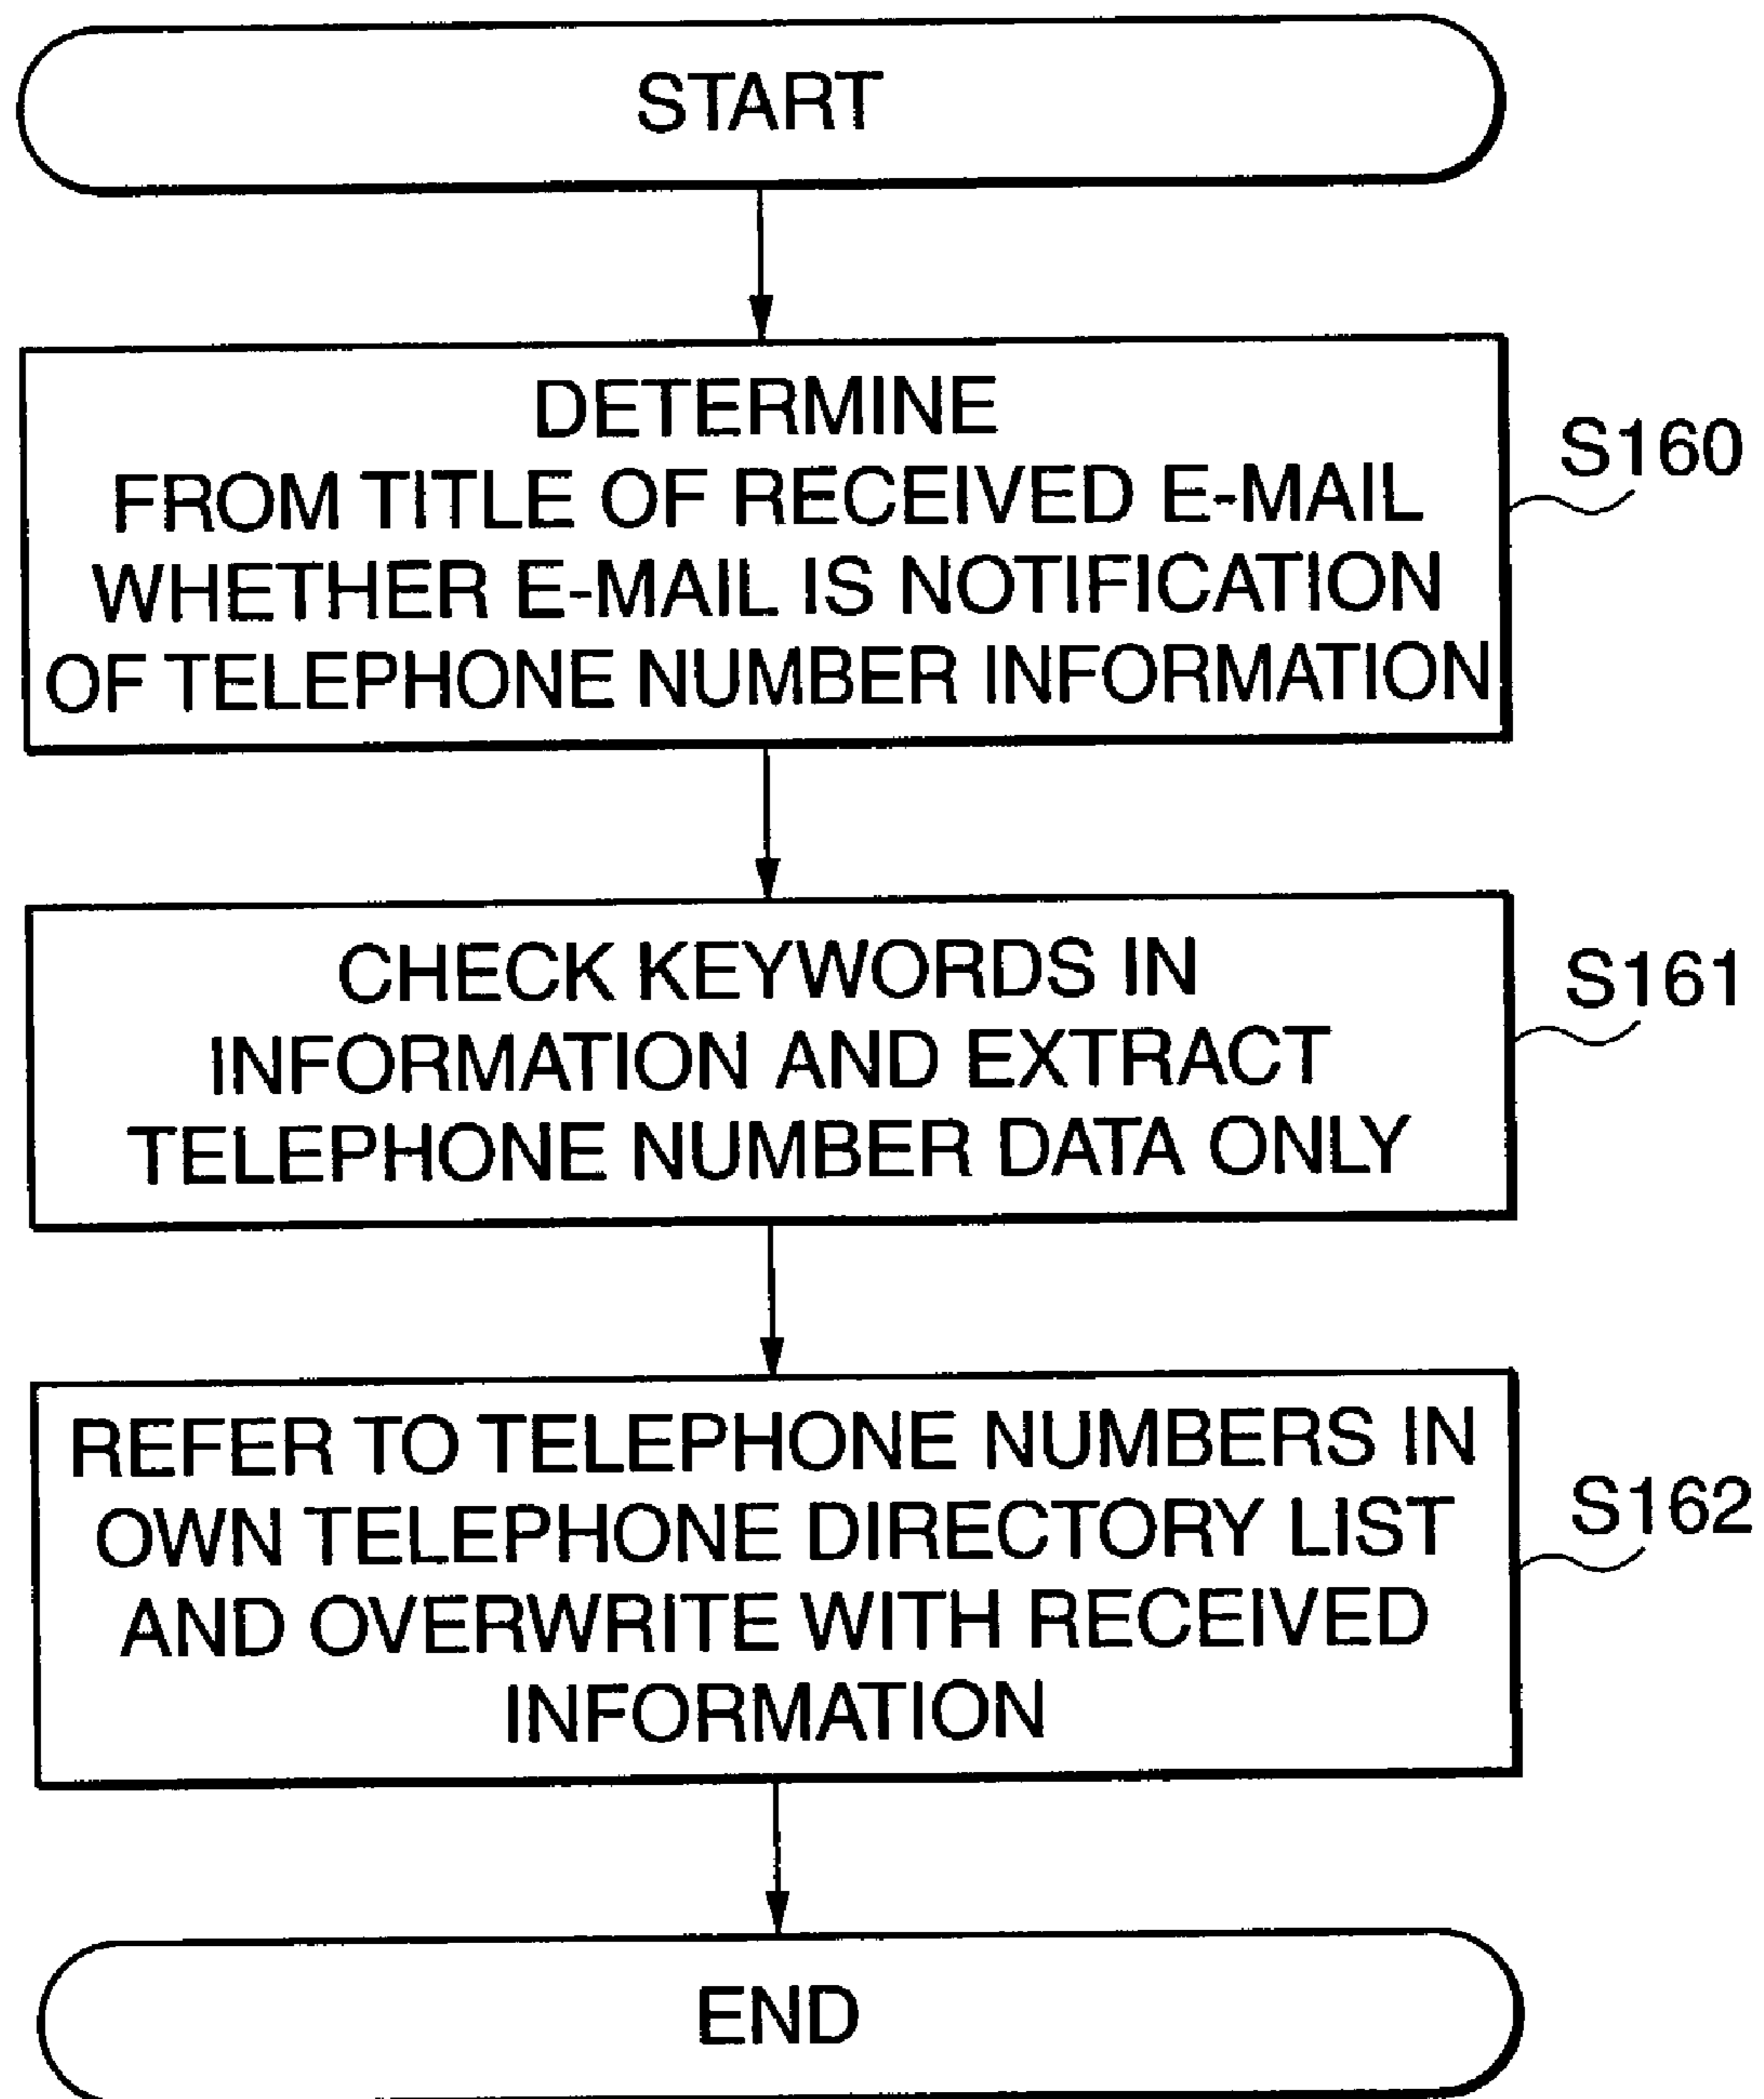 START
DETERMINE
FROM TITLE OF RECEIVED E-MAIL
WHETHER E-MAIL IS NOTIFICATION
OF TELEPHONE NUMBER INFORMATION
S160
CHECK KEYWORDS IN
INFORMATION AND EXTRACT
TELEPHONE NUMBER DATA ONLY
S161
REFER TO TELEPHONE NUMBERS IN
OWN TELEPHONE DIRECTORY LIST
AND OVERWRITE WITH RECEIVED
INFORMATION
S162
END